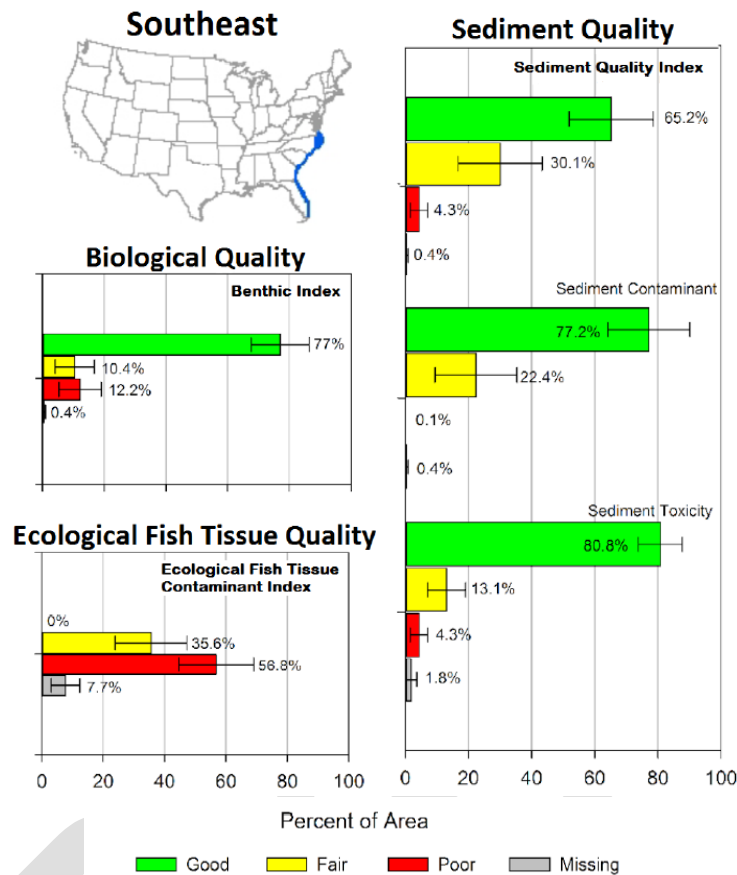 Southeast
Biological Quality
Benthic Index
77%
10.4%
12.2%
0.4%
Ecological Fish Tissue Quality
Ecological Fish Tissue
Contaminant Index
0%
35.6%
56.8%
7.7%
0 20 40 60 80 100
Sediment Quality
Sediment Quality Index
65.2%
30.1%
4.3%
0.4%
Sediment Contaminant
77.2%
22.4%
0.1%
0.4%
Sediment Toxicity
80.8%
13.1%
4.3%
1.8%
0 20 40 60 80 100
Percent of Area
Good Fair Poor Missing